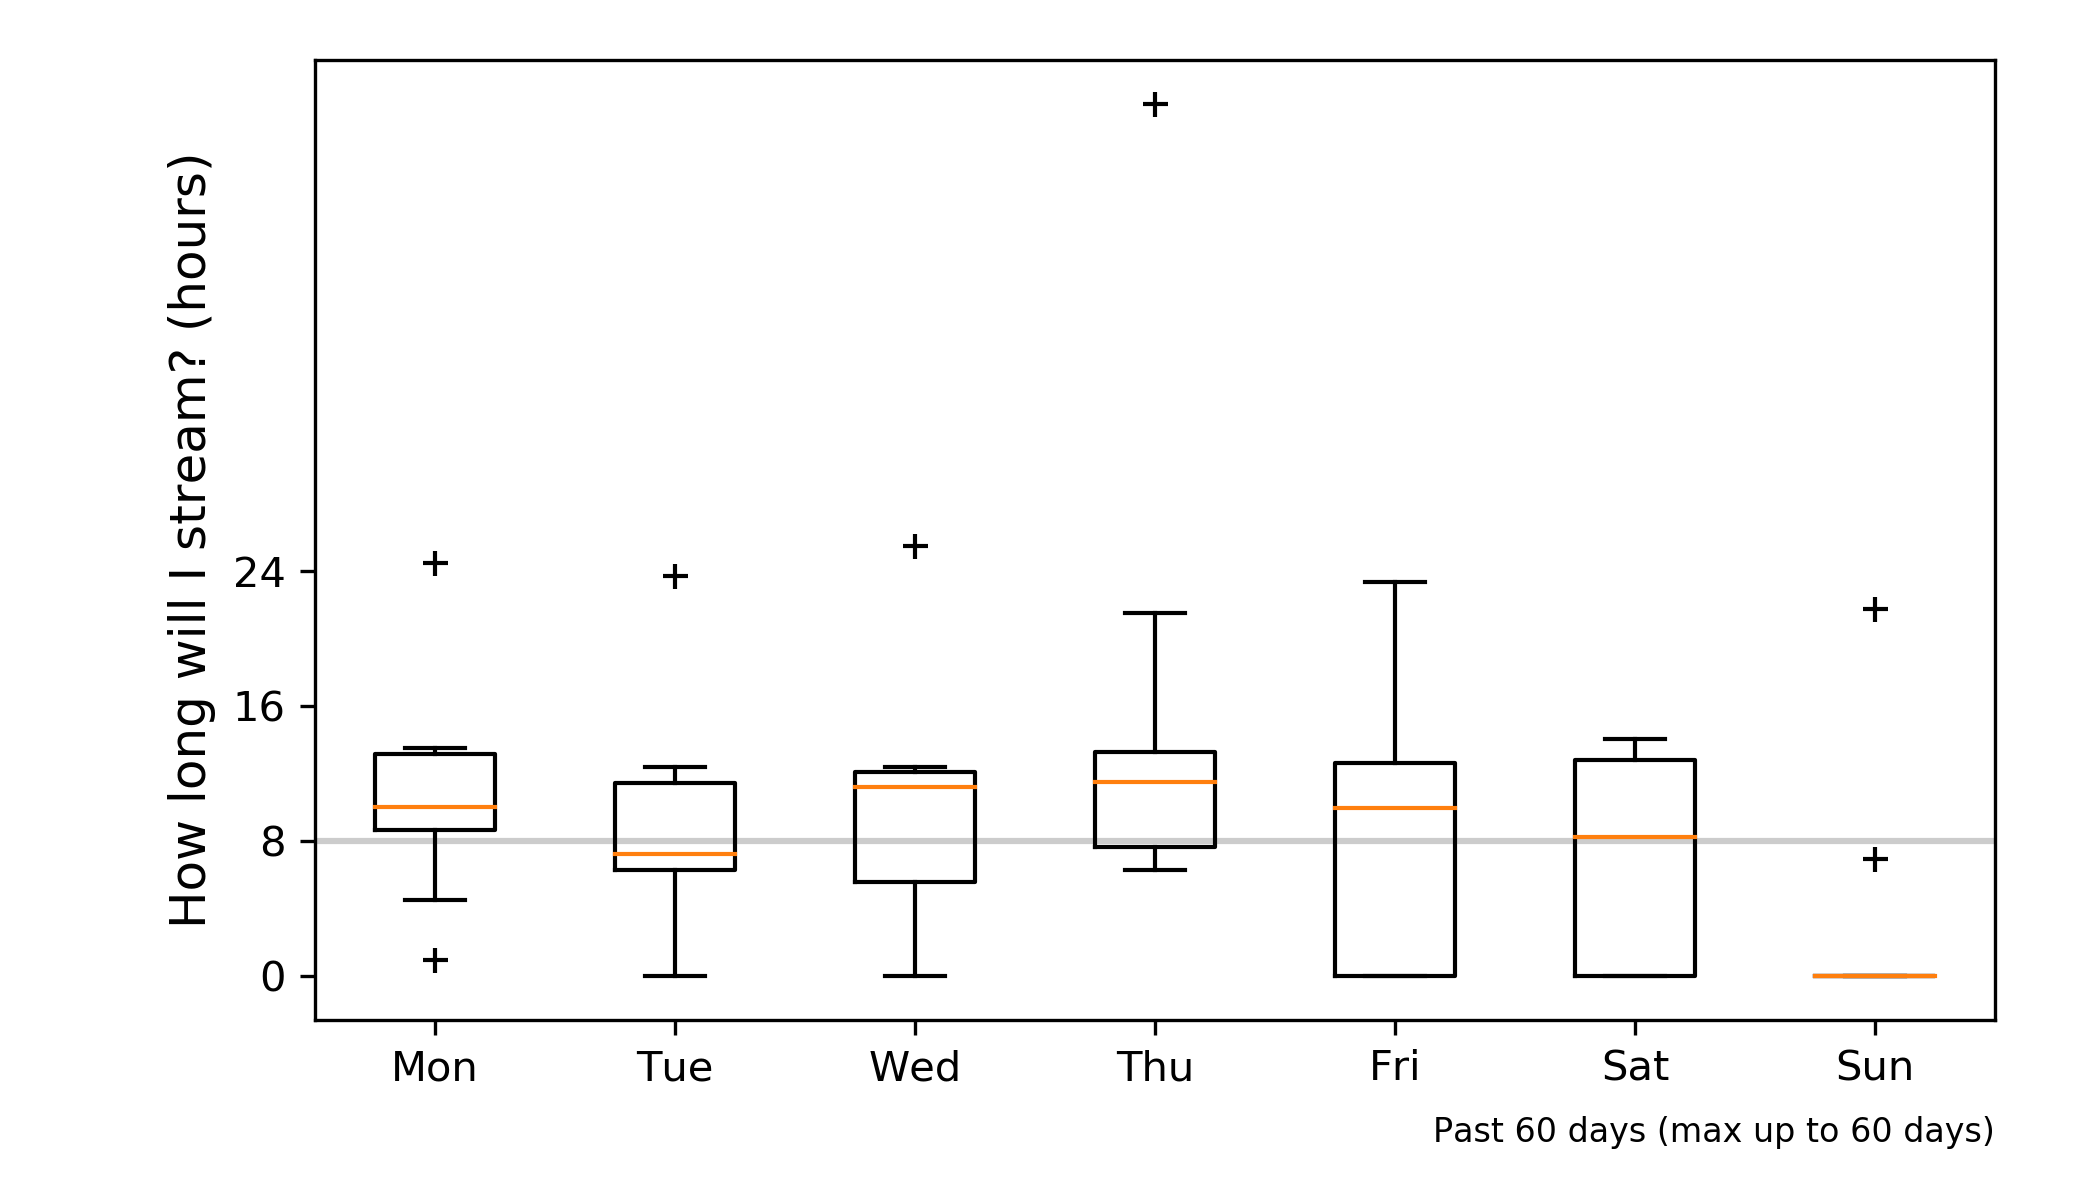 How long will I stream? (hours)
24
16
8
0
Mon Tue Wed Thu Fri Sat Sun
Past 60 days (max up to 60 days)